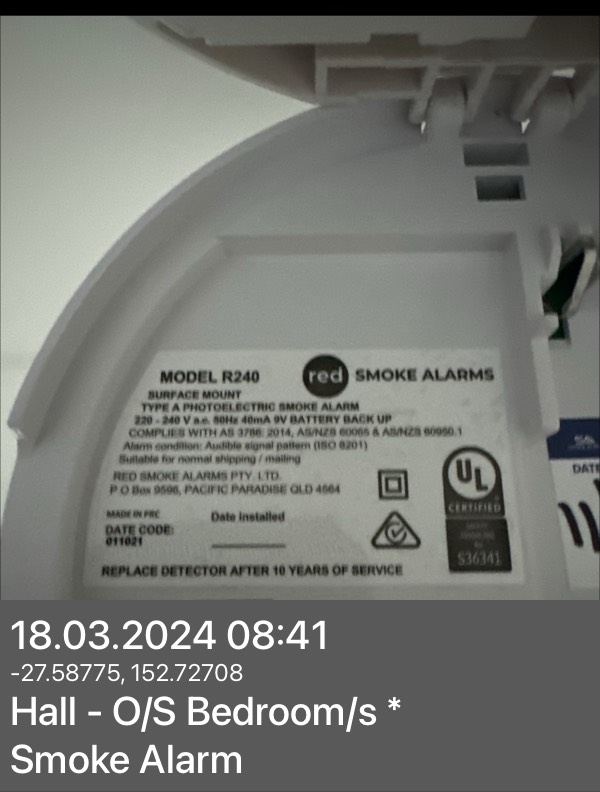 MODEL R240
red SMOKE ALARMS
SURFACE MOUNT
TYPE A PHOTOELECTRIC SMOKE ALARM
220 - 240 V a.c. 50Hz 40mA 9V BATTERY BACK UP
COMPLIES WITH AS 3786: 2014, AS/NZS 60065 & AS/NZS 60950.1
Alarm condition: Audible signal pattern (ISO 8201)
Suitable for normal shipping / mailing
RED SMOKE ALARMS PTY. LTD.
P O Box 9596, PACIFIC PARADISE QLD 4564
UL
CERTIFIED
S36341
MADE IN PRC
Date Installed
DATE CODE:
011021
REPLACE DETECTOR AFTER 10 YEARS OF SERVICE
DATE
18.03.2024 08:41
-27.58775, 152.72708
Hall - O/S Bedroom/s *
Smoke Alarm